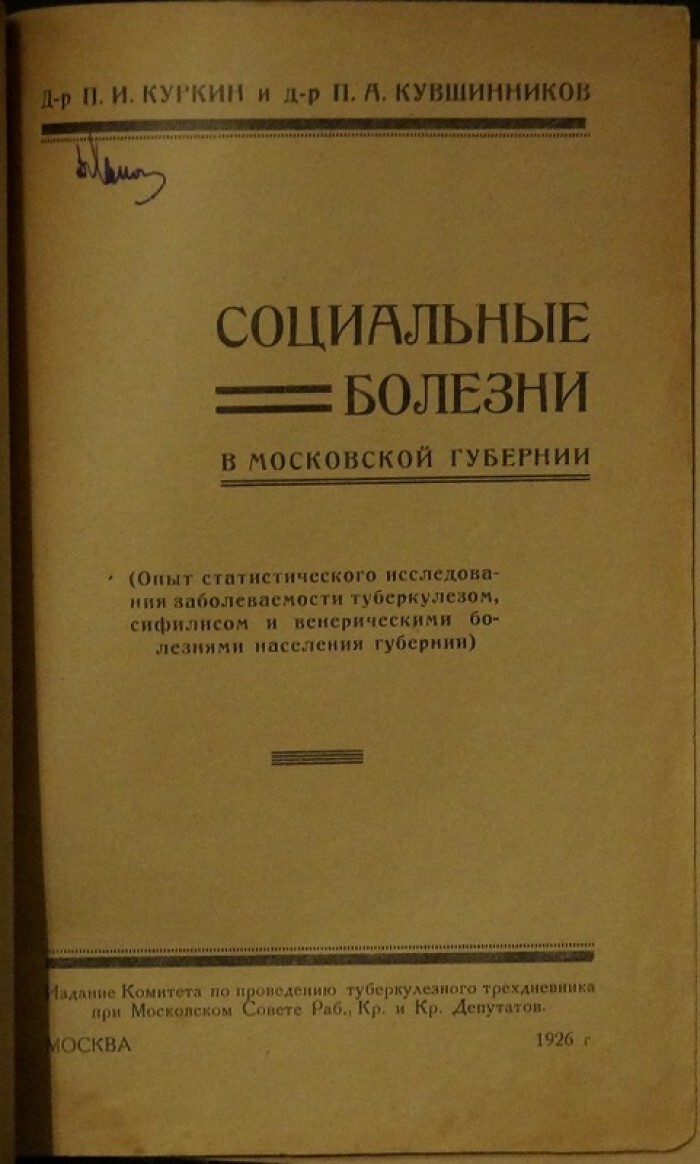 Д-р П. И. КУРКИН и д-р П. А. КУВШИННИКОВ
СОЦИАЛЬНЫЕ
БОЛЕЗНИ
В МОСКОВСКОЙ ГУБЕРНИИ
(Опыт статистического исследова-
ния заболеваемости туберкулезом,
сифилисом и венерическими бо-
лезнями населения губернии)
Издание Комитета по проведению туберкулезного трехдневника
при Московском Совете Раб., Кр. и Кр. Депутатов.
МОСКВА
1926 г